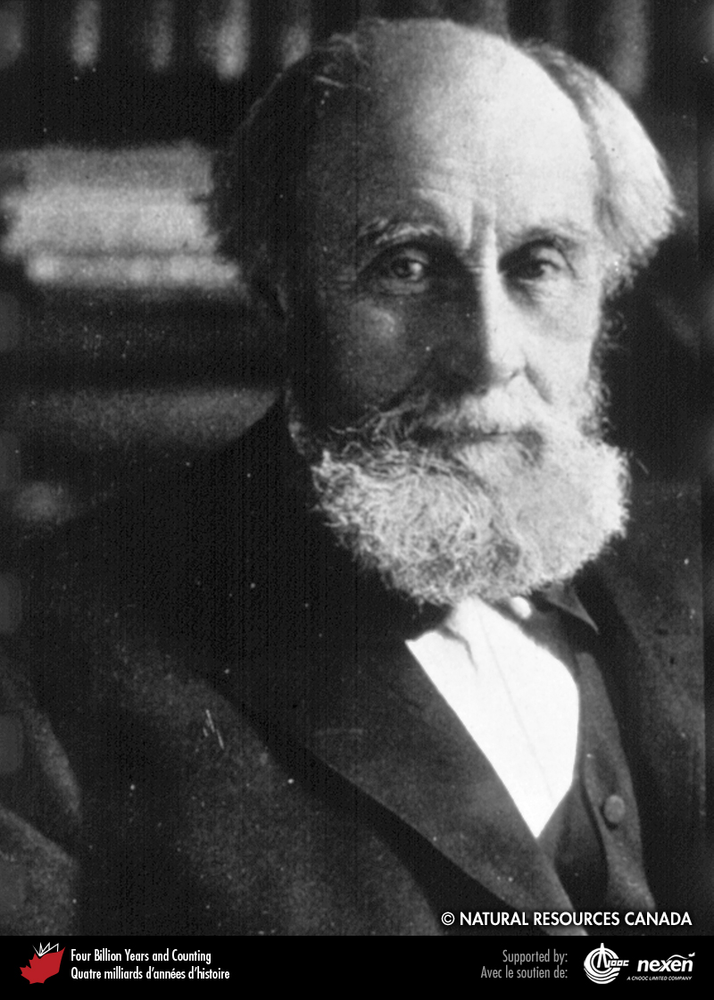 © NATURAL RESOURCES CANADA
Four Billion Years and Counting
Quatre milliards d'années d'histoire
Supported by:
Avec le soutien de:
cnooc
nexen
A CNOOC LIMITED COMPANY